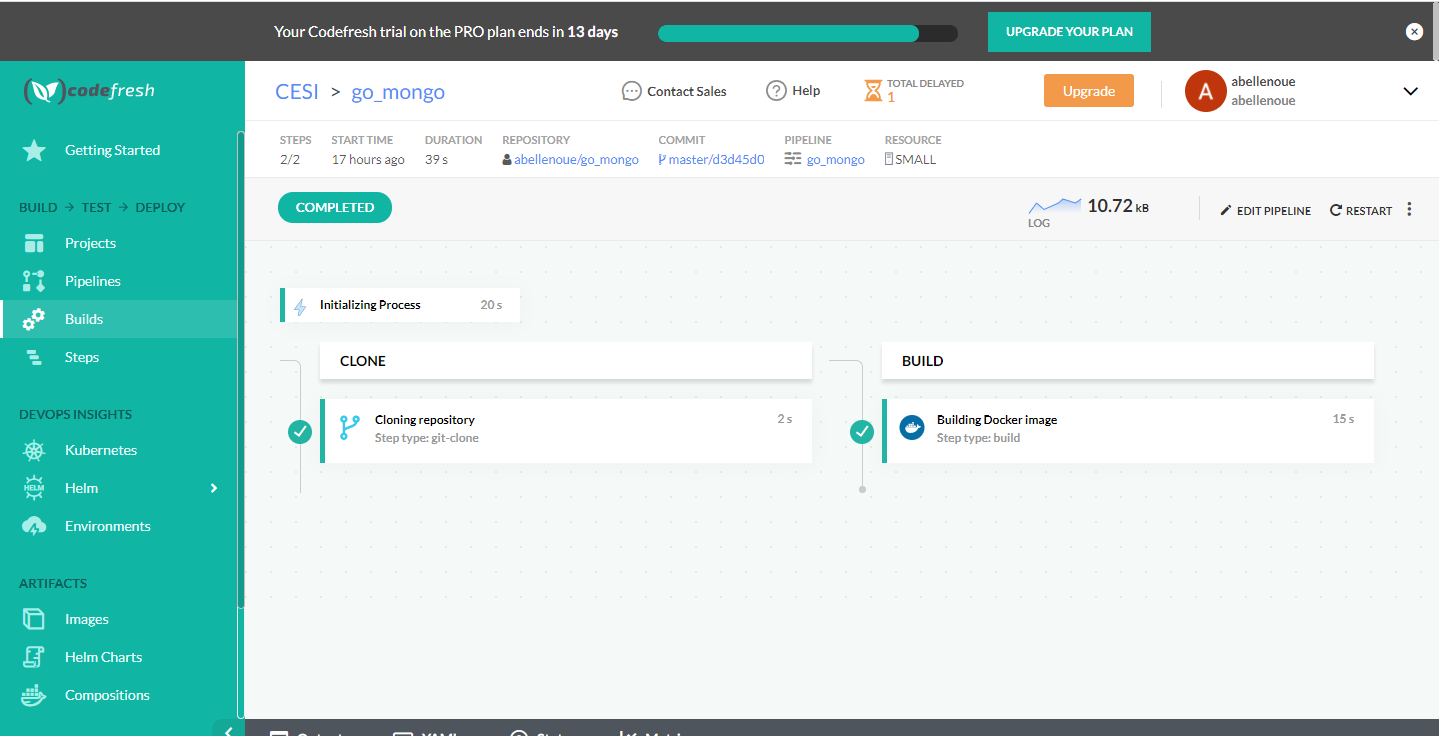 Your Codefresh trial on the PRO plan ends in 13 days
UPGRADE YOUR PLAN
codefresh
CESI > go_mongo
Contact Sales
Help
TOTAL DELAYED
1
Upgrade
A
abellenoue
abellenoue
Getting Started
BUILD → TEST → DEPLOY
Projects
Pipelines
Builds
Steps
DEVOPS INSIGHTS
Kubernetes
HELM
Helm
Environments
ARTIFACTS
Images
Helm Charts
Compositions
STEPS
2/2
START TIME
17 hours ago
DURATION
39 s
REPOSITORY
abellenoue/go_mongo
COMMIT
master/d3d45d0
PIPELINE
go_mongo
RESOURCE
SMALL
COMPLETED
10.72 kB
LOG
EDIT PIPELINE
RESTART
Initializing Process
20 s
CLONE
Cloning repository
2 s
Step type: git-clone
BUILD
Building Docker image
15 s
Step type: build